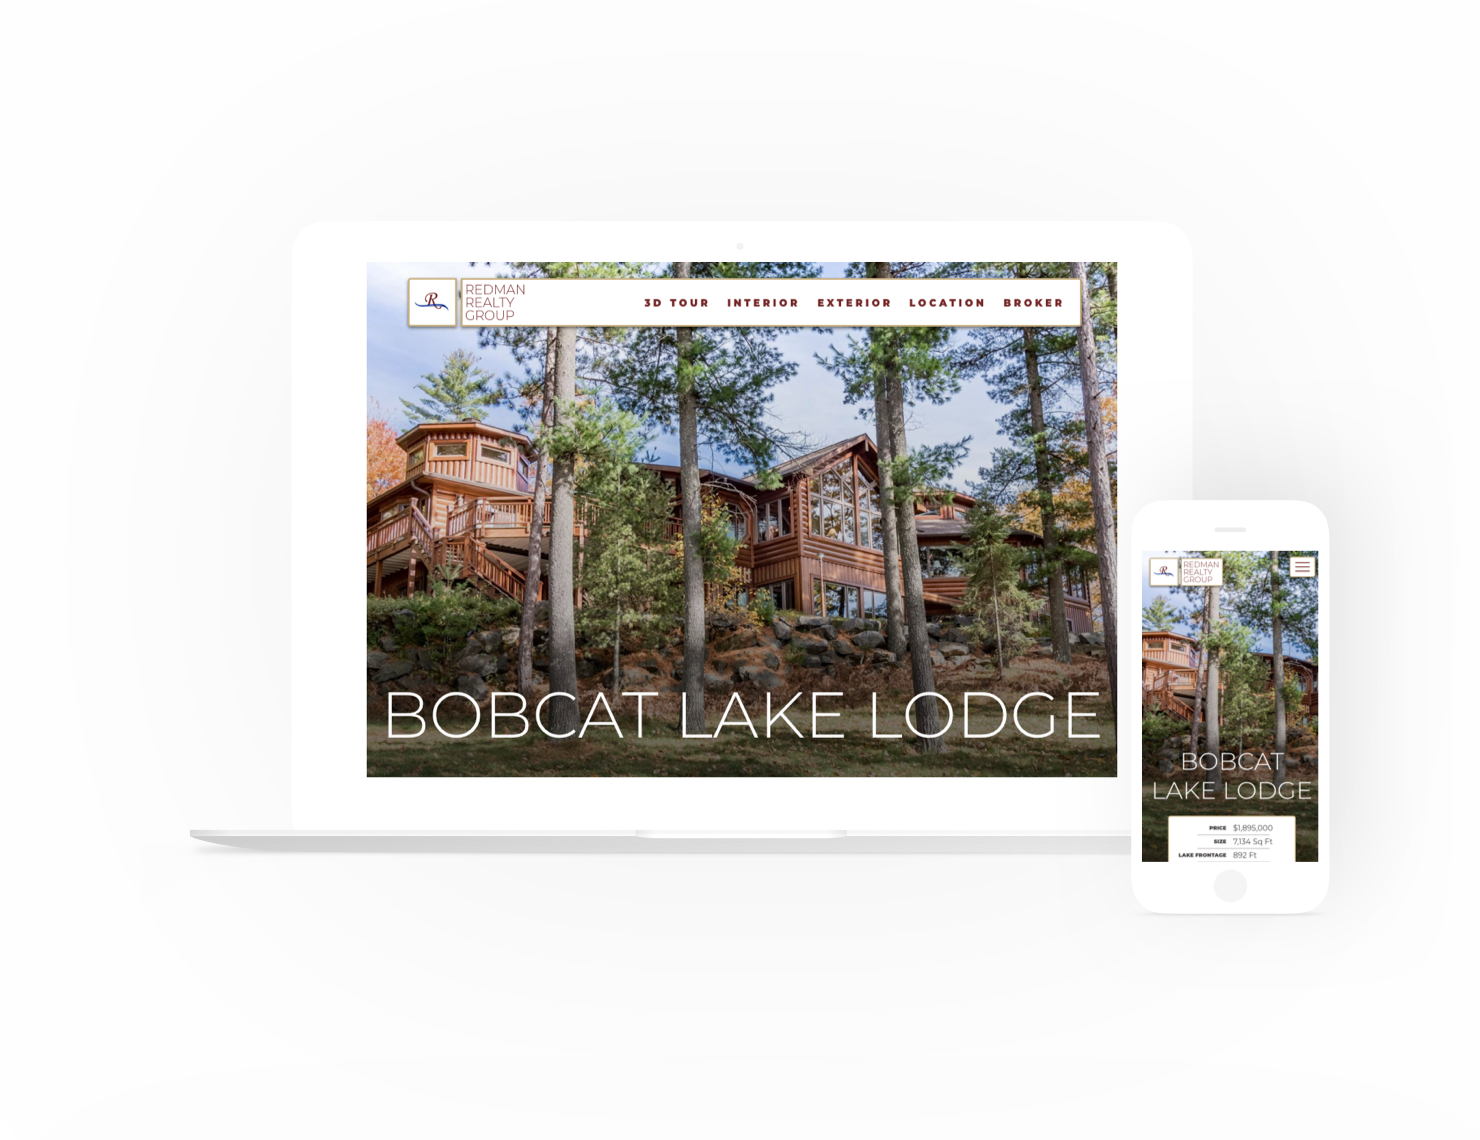 R
REDMAN
REALTY
GROUP
3D TOUR INTERIOR EXTERIOR LOCATION BROKER
BOBCAT LAKE LODGE
R
REDMAN
REALTY
GROUP
BOBCAT
LAKE LODGE
PRICE $1,895,000
SIZE 7,134 Sq Ft
LAKE FRONTAGE 892 Ft